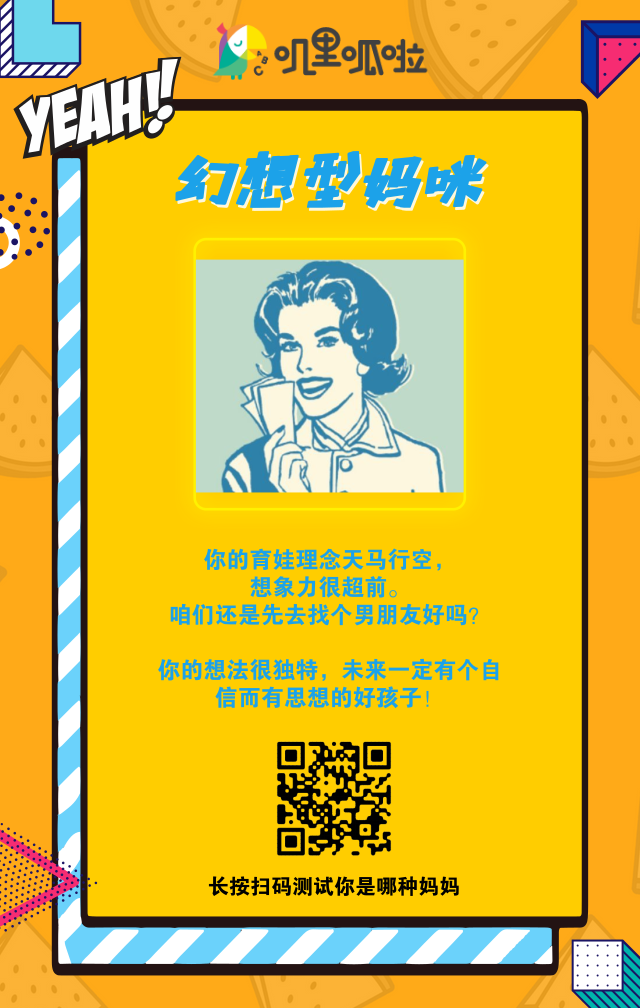 ABC 叽里呱啦
YEAH!!
幻想型妈咪
你的育娃理念天马行空，
想象力很超前。
咱们还是先去找个男朋友好吗？
你的想法很独特，未来一定有个自
信而有思想的好孩子！
长按扫码测试你是哪种妈妈